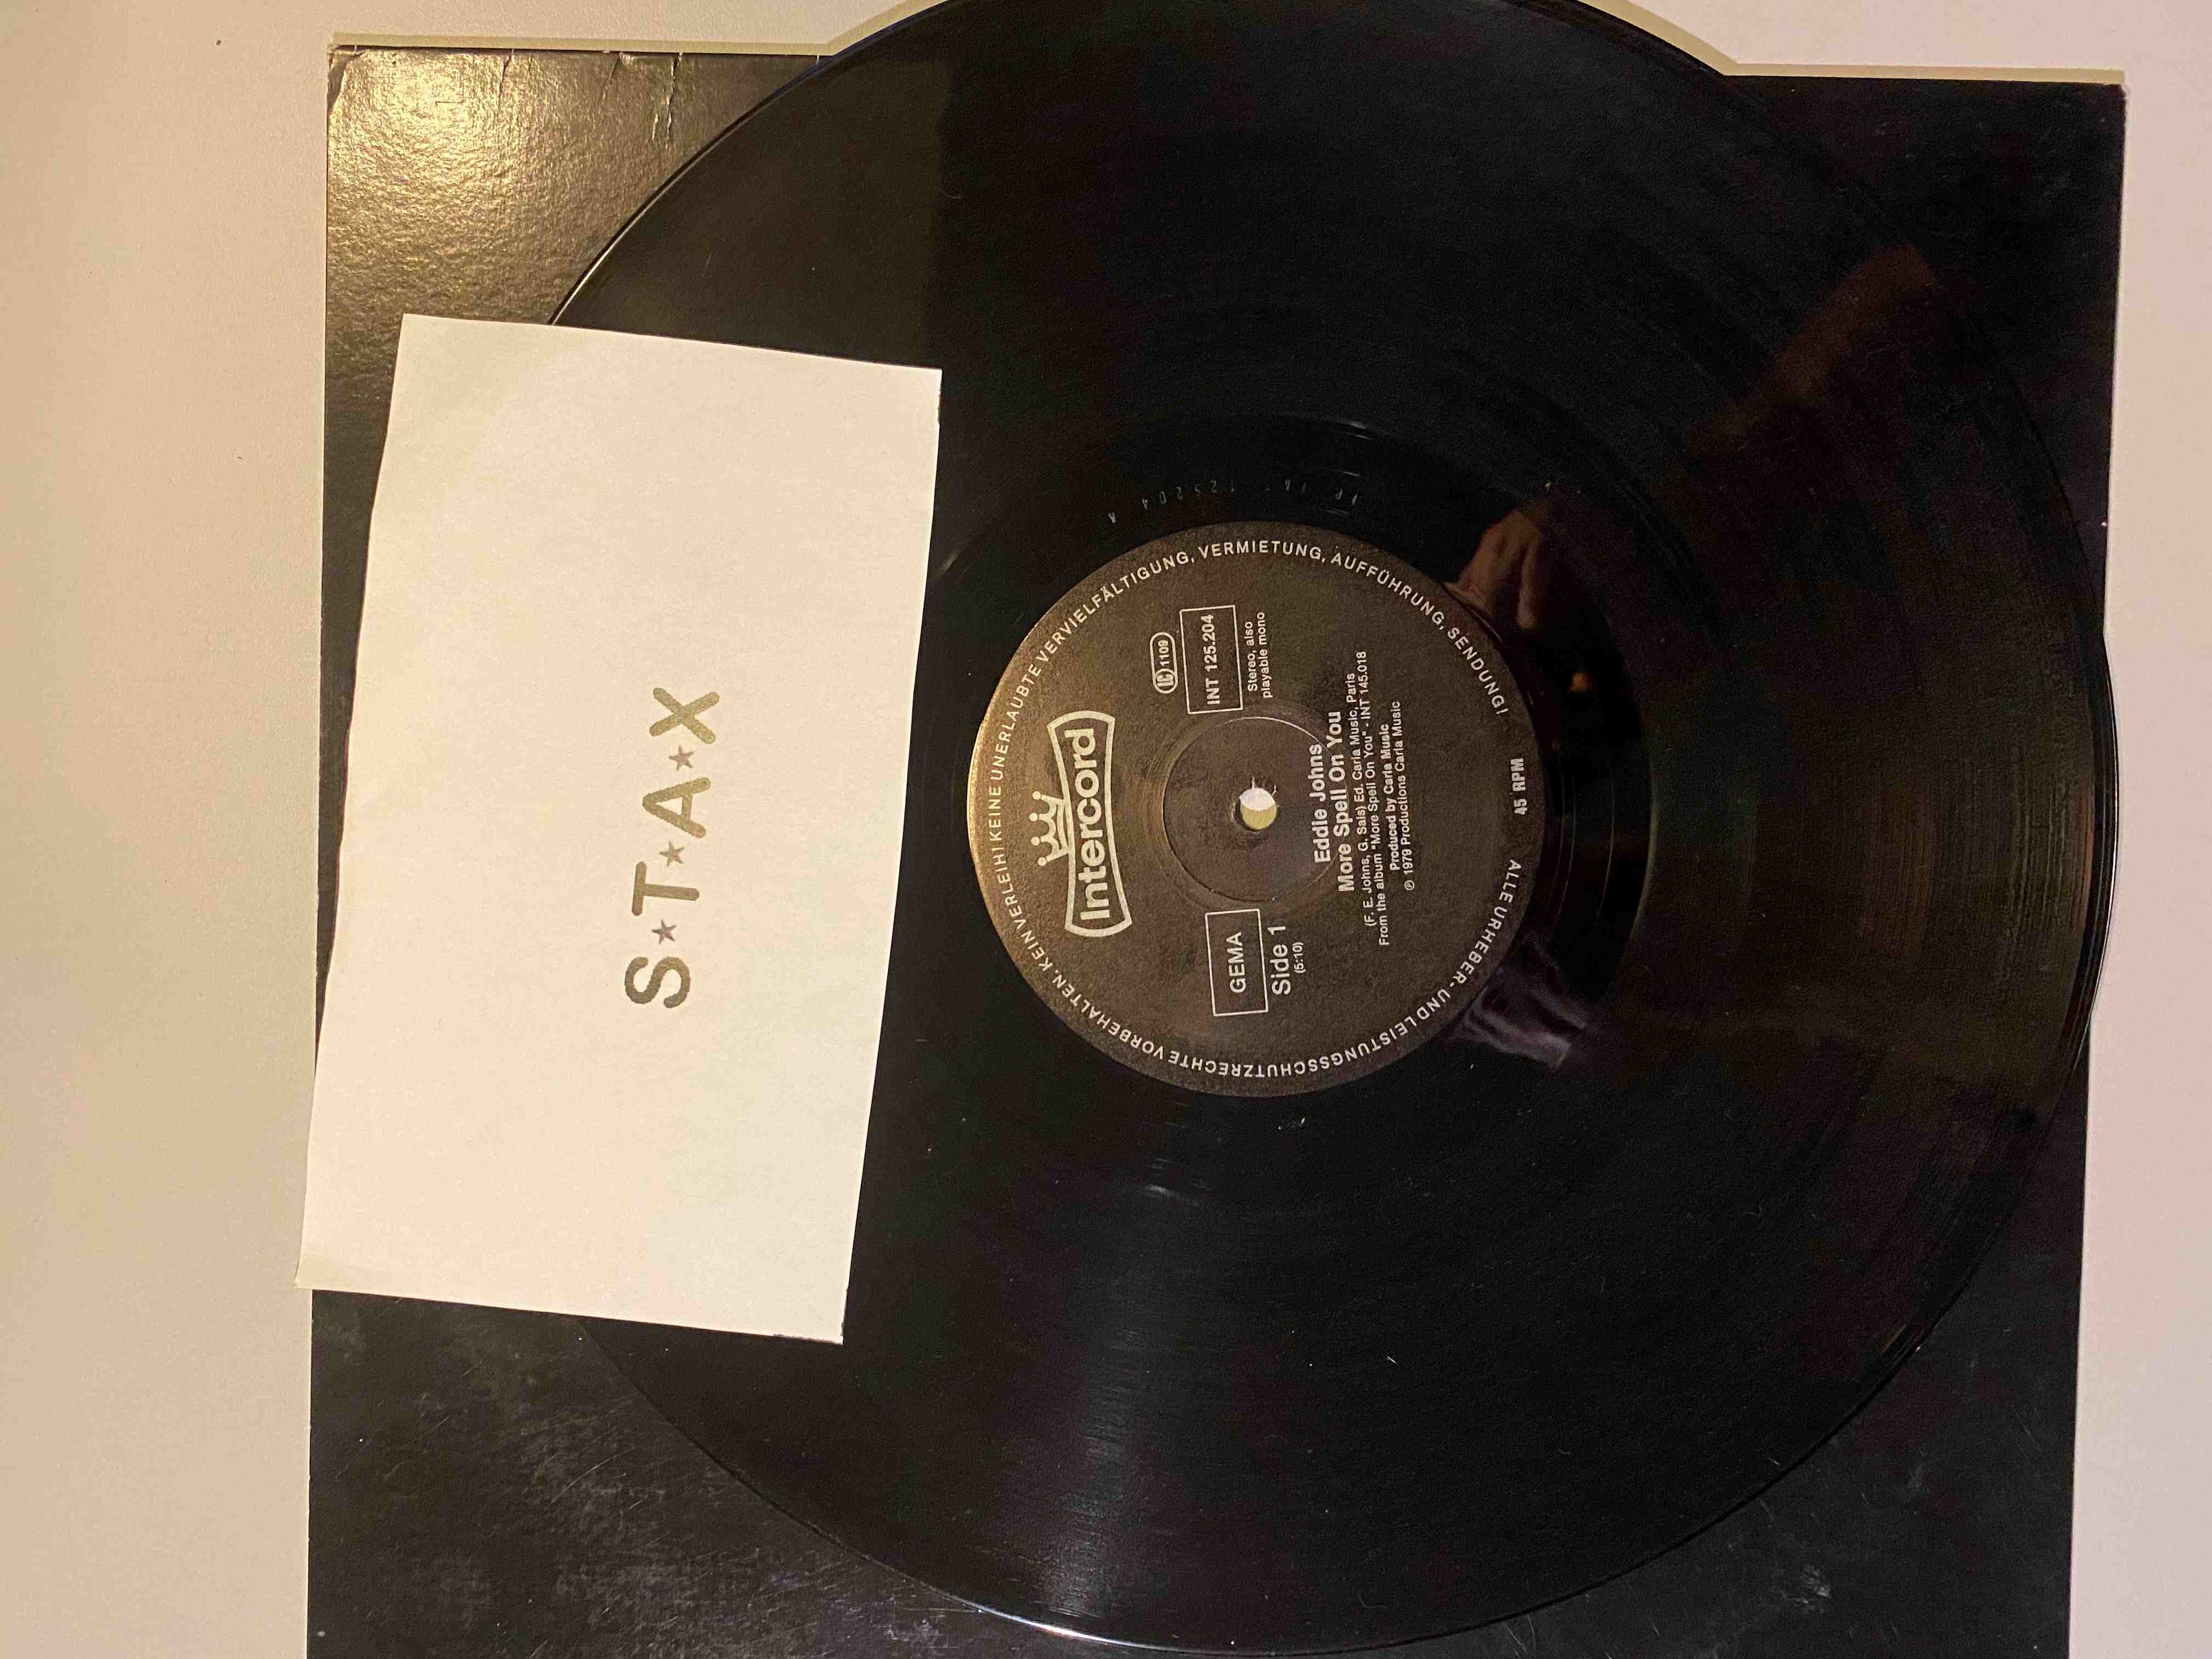 S★T★A★X
Intercord
GEMA
Side 1
(5:10)
LC 1109
INT 125.204
Stereo, also
playable mono
Eddie Johns
More Spell On You
(F. E. Johns, G. Sals) Ed. Carla Music, Paris
From the album "More Spell On You" - INT 145.018
Produced by Carla Music
℗ 1979 Productions Carla Music
45 RPM
ALLE URHEBER- UND LEISTUNGSSCHUTZRECHTE VORBEHALTEN. KEIN VERLEIH! KEINE UNERLAUBTE VERVIELFÄLTIGUNG, VERMIETUNG, AUFFÜHRUNG, SENDUNG!
125204 A